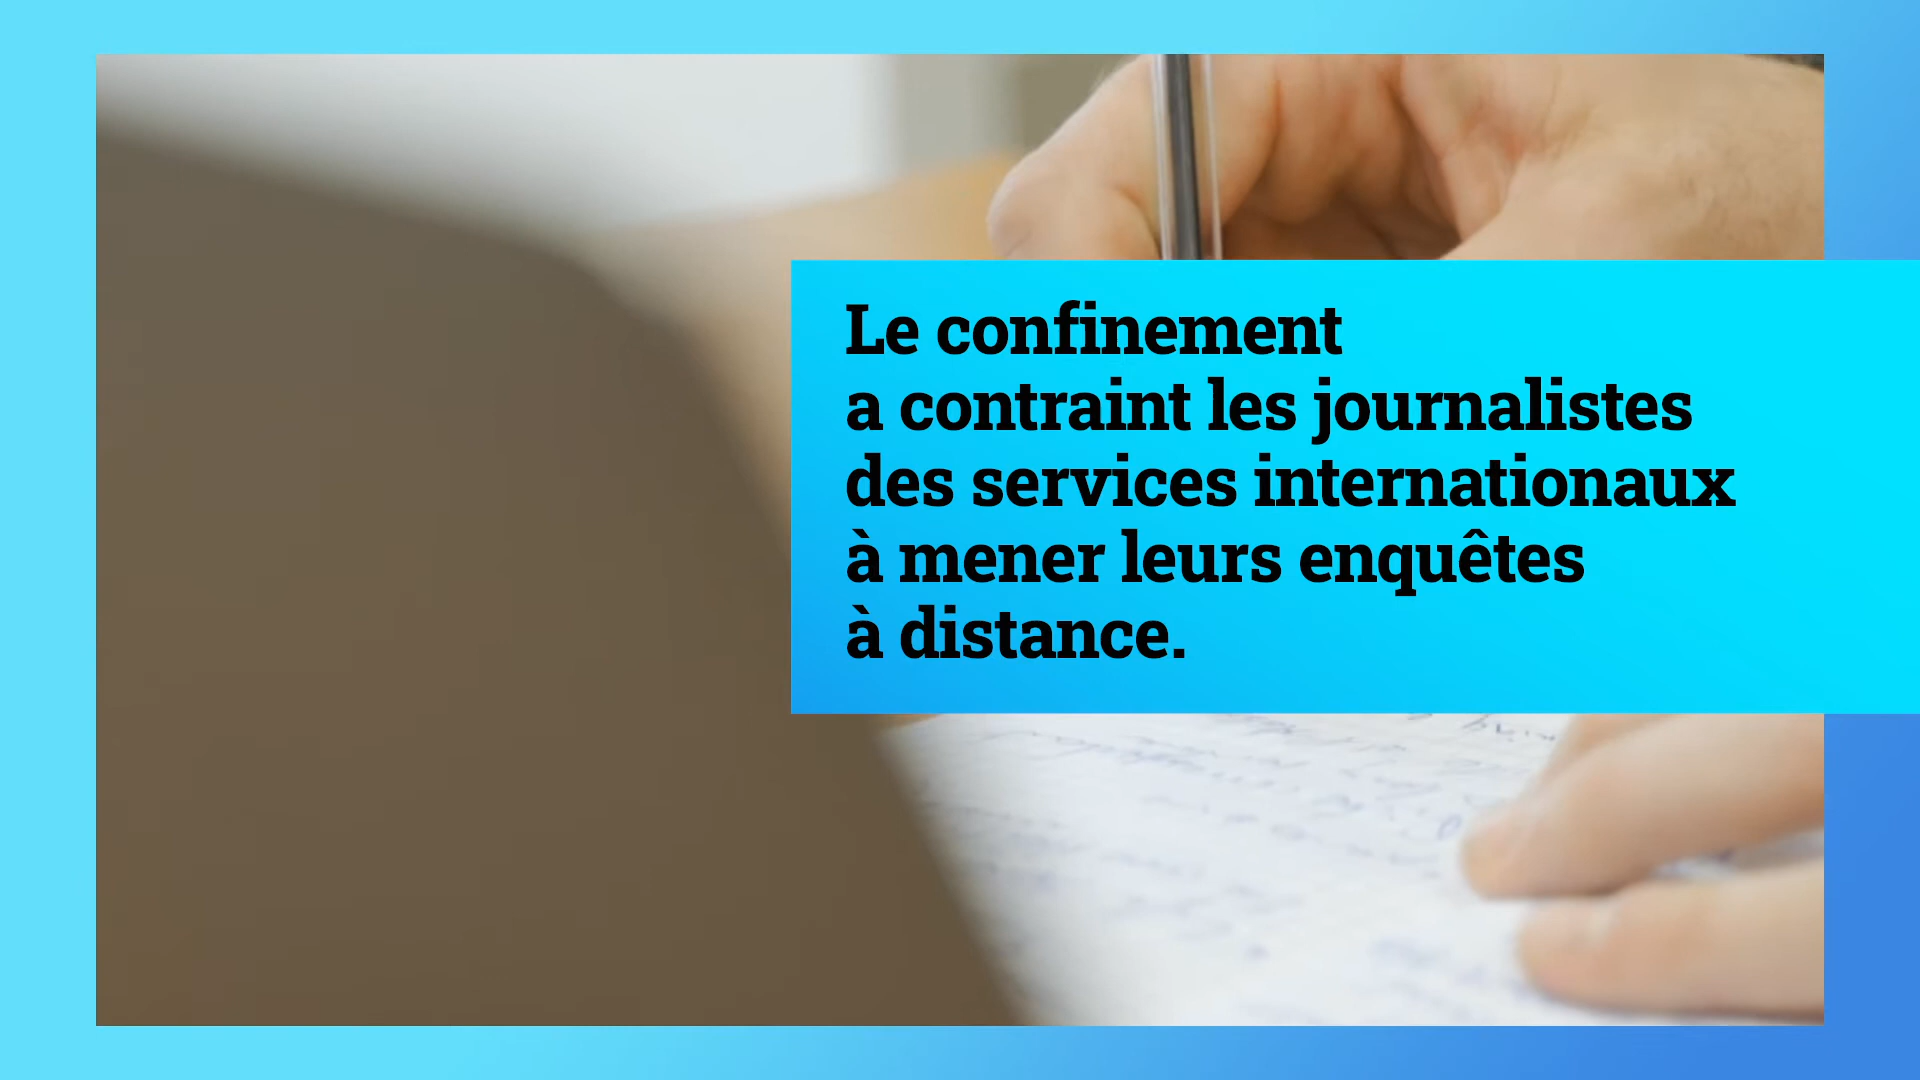 Le confinement
a contraint les journalistes
des services internationaux
à mener leurs enquêtes
à distance.